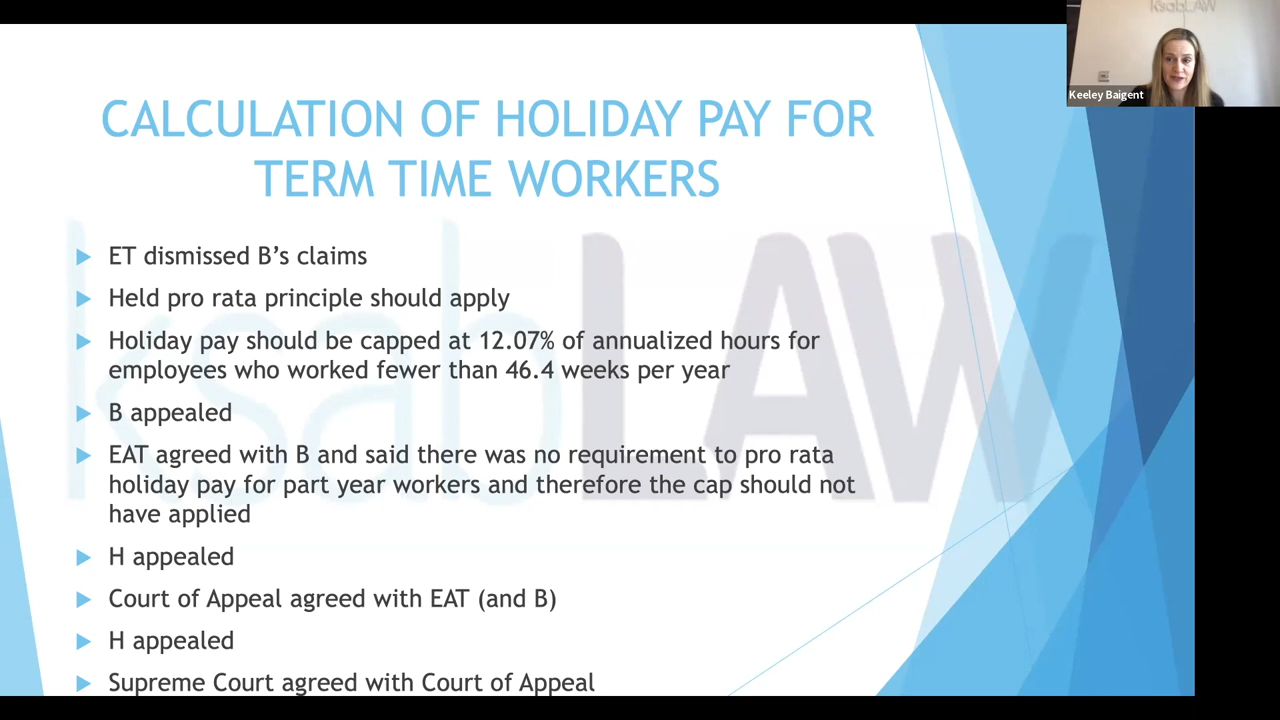 ksabLAW
Keeley Baigent
CALCULATION OF HOLIDAY PAY FOR
TERM TIME WORKERS
ET dismissed B’s claims
Held pro rata principle should apply
Holiday pay should be capped at 12.07% of annualized hours for
employees who worked fewer than 46.4 weeks per year
B appealed
EAT agreed with B and said there was no requirement to pro rata
holiday pay for part year workers and therefore the cap should not
have applied
H appealed
Court of Appeal agreed with EAT (and B)
H appealed
Supreme Court agreed with Court of Appeal
ksabLAW